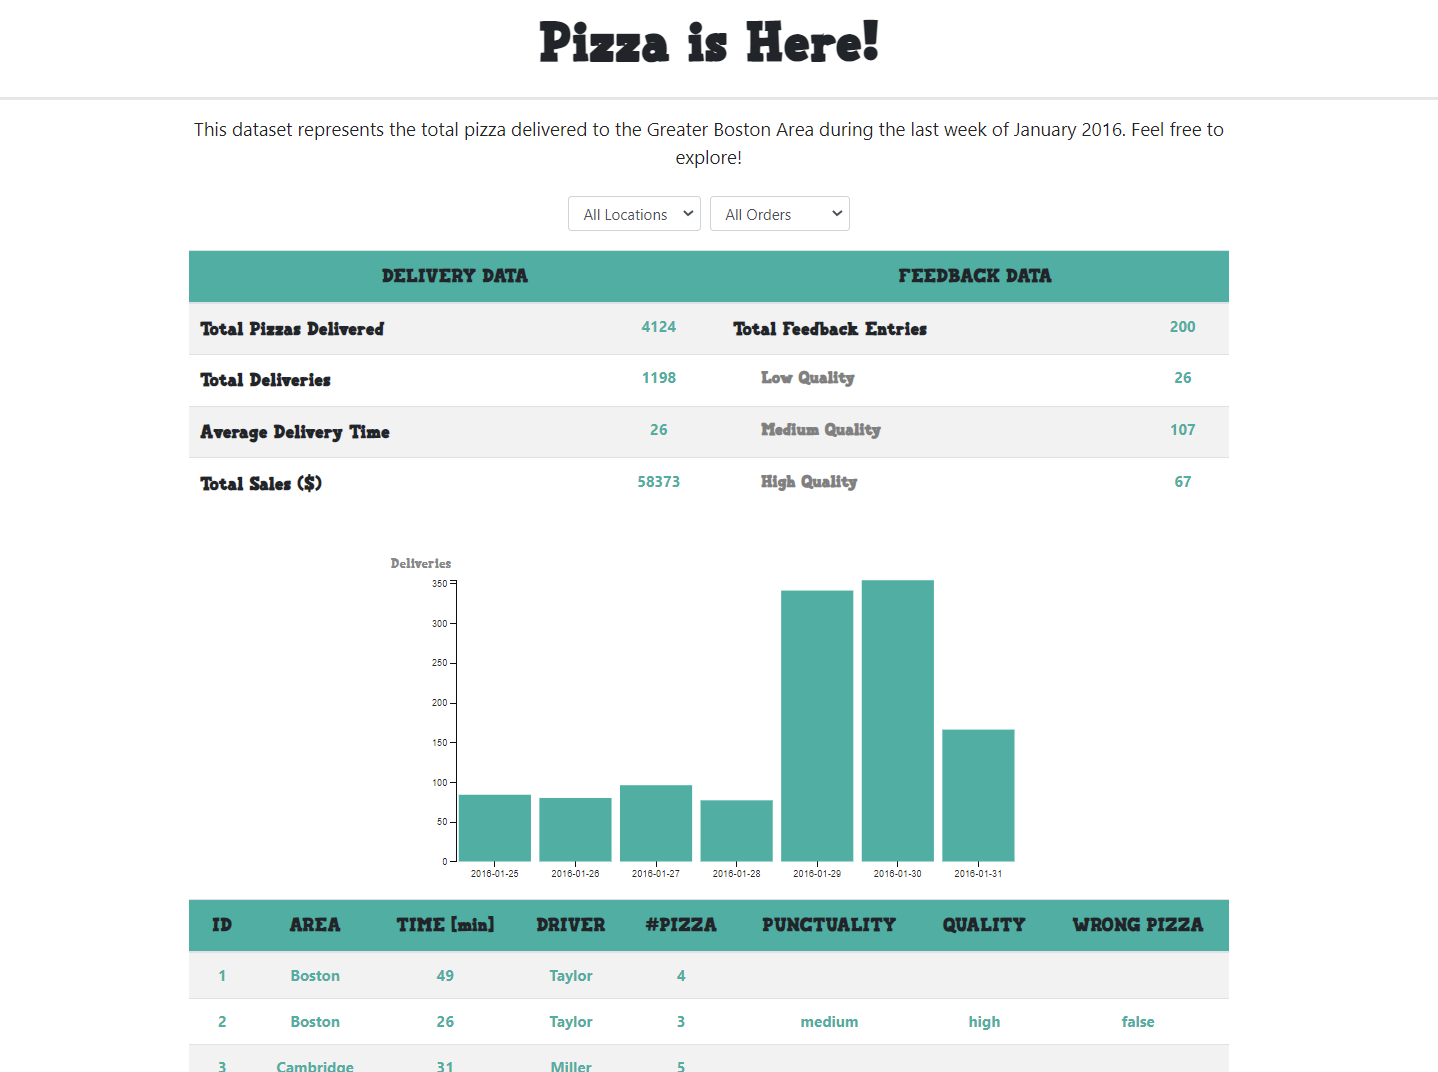 Pizza is Here!
This dataset represents the total pizza delivered to the Greater Boston Area during the last week of January 2016. Feel free to
explore!
All Locations All Orders
DELIVERY DATA FEEDBACK DATA
Total Pizzas Delivered 4124 Total Feedback Entries 200
Total Deliveries 1198 Low Quality 26
Average Delivery Time 26 Medium Quality 107
Total Sales ($) 58373 High Quality 67
Deliveries
350
300
250
200
150
100
50
0
2016-01-25 2016-01-26 2016-01-27 2016-01-28 2016-01-29 2016-01-30 2016-01-31
ID AREA TIME [min] DRIVER #PIZZA PUNCTUALITY QUALITY WRONG PIZZA
1 Boston 49 Taylor 4
2 Boston 26 Taylor 3 medium high false
3 Cambridge 31 Miller 5